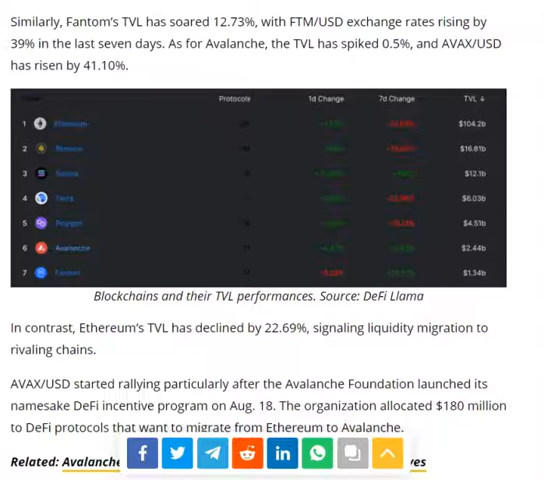 Similarly, Fantom's TVL has soared 12.73%, with FTM/USD exchange rates rising by
39% in the last seven days. As for Avalanche, the TVL has spiked 0.5%, and AVAX/USD
has risen by 41.10%.
Protocols 1d Change 7d Change TVL ↓
1 Ethereum $104.2b
2 Binance $16.81b
3 Solana $12.1b
4 Terra $6.03b
5 Polygon $4.51b
6 Avalanche $2.44b
7 Fantom $1.34b
Blockchains and their TVL performances. Source: DeFi Llama
In contrast, Ethereum's TVL has declined by 22.69%, signaling liquidity migration to
rivaling chains.
AVAX/USD started rallying particularly after the Avalanche Foundation launched its
namesake DeFi incentive program on Aug. 18. The organization allocated $180 million
to DeFi protocols that want to migrate from Ethereum to Avalanche.
Related: Avalanche